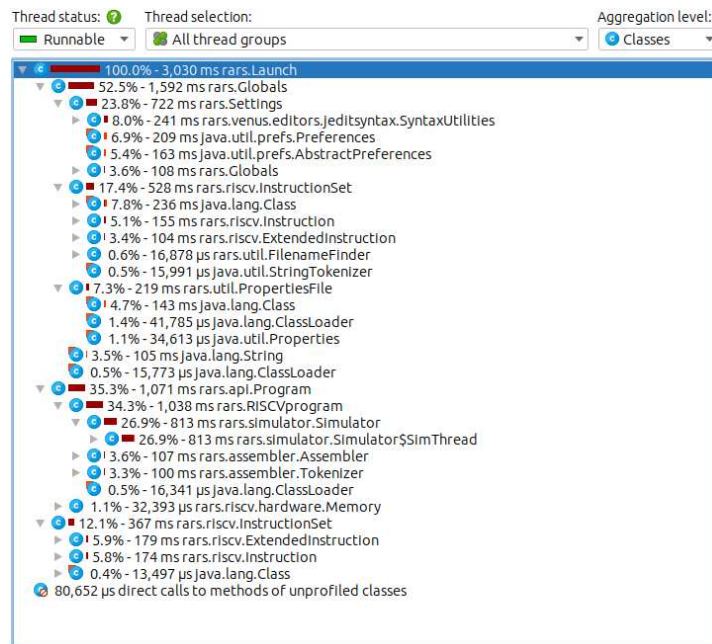 Thread status: Thread selection: Aggregation level:
Runnable All thread groups Classes
100.0% - 3,030 ms rars.Launch
52.5% - 1,592 ms rars.Globals
23.8% - 722 ms rars.Settings
8.0% - 241 ms rars.venus.editors.jeditsyntax.SyntaxUtilities
6.9% - 209 ms java.util.prefs.Preferences
5.4% - 163 ms java.util.prefs.AbstractPreferences
3.6% - 108 ms rars.Globals
17.4% - 528 ms rars.riscv.InstructionSet
7.8% - 236 ms java.lang.Class
5.1% - 155 ms rars.riscv.Instruction
3.4% - 104 ms rars.riscv.ExtendedInstruction
0.6% - 16,878 µs rars.util.FilenameFinder
0.5% - 15,991 µs java.util.StringTokenizer
7.3% - 219 ms rars.util.PropertiesFile
4.7% - 143 ms java.lang.Class
1.4% - 41,785 µs java.lang.ClassLoader
1.1% - 34,613 µs java.util.Properties
3.5% - 105 ms java.lang.String
0.5% - 15,773 µs java.lang.ClassLoader
35.3% - 1,071 ms rars.api.Program
34.3% - 1,038 ms rars.RISCVprogram
26.9% - 813 ms rars.simulator.Simulator
26.9% - 813 ms rars.simulator.Simulator$SimThread
3.6% - 107 ms rars.assembler.Assembler
3.3% - 100 ms rars.assembler.Tokenizer
0.5% - 16,341 µs java.lang.ClassLoader
1.1% - 32,393 µs rars.riscv.hardware.Memory
12.1% - 367 ms rars.riscv.InstructionSet
5.9% - 179 ms rars.riscv.ExtendedInstruction
5.8% - 174 ms rars.riscv.Instruction
0.4% - 13,497 µs java.lang.Class
80,652 µs direct calls to methods of unprofiled classes